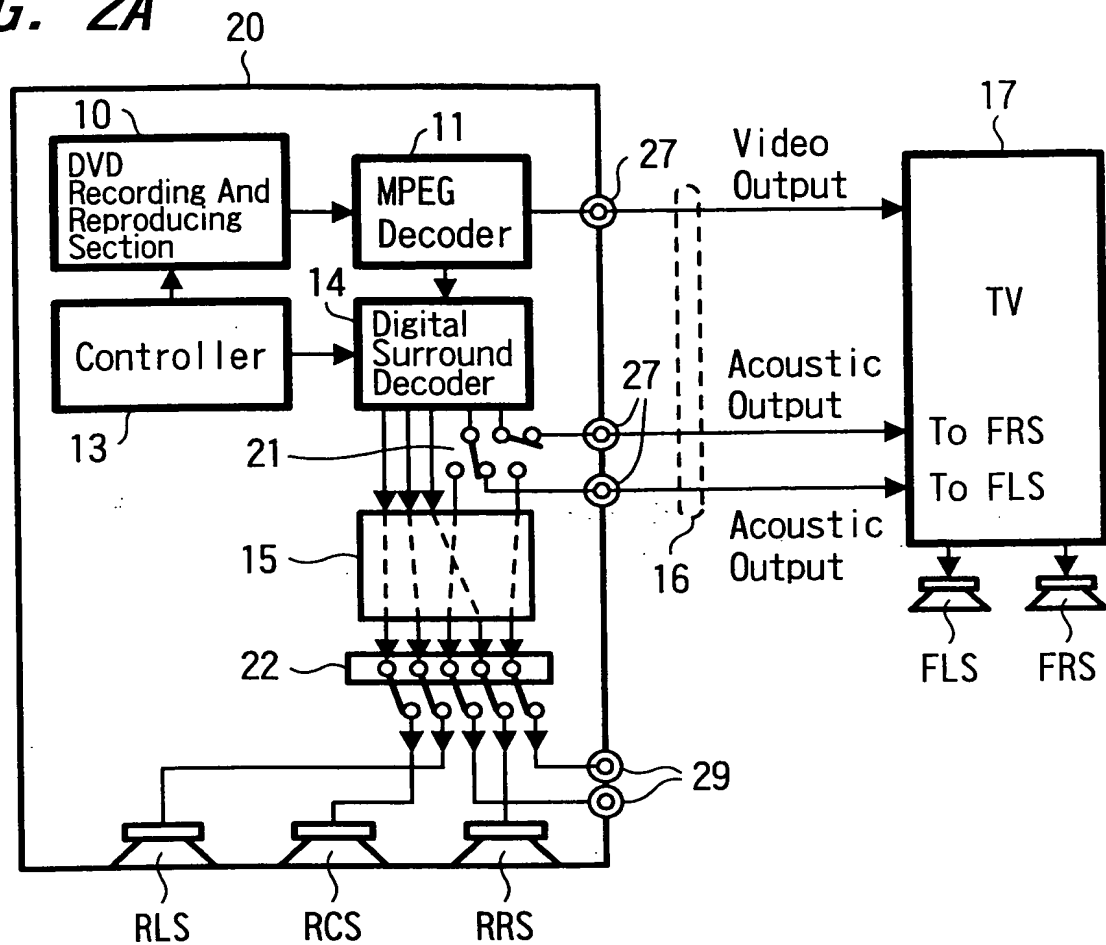 G. 2A
20
10
DVD
Recording And
Reproducing
Section
11
MPEG
Decoder
27
Video
Output
17
TV
14
Digital
Surround
Decoder
Controller
13
21
27
Acoustic
Output
To FRS
To FLS
Acoustic
Output
16
15
22
FLS
FRS
29
RLS
RCS
RRS